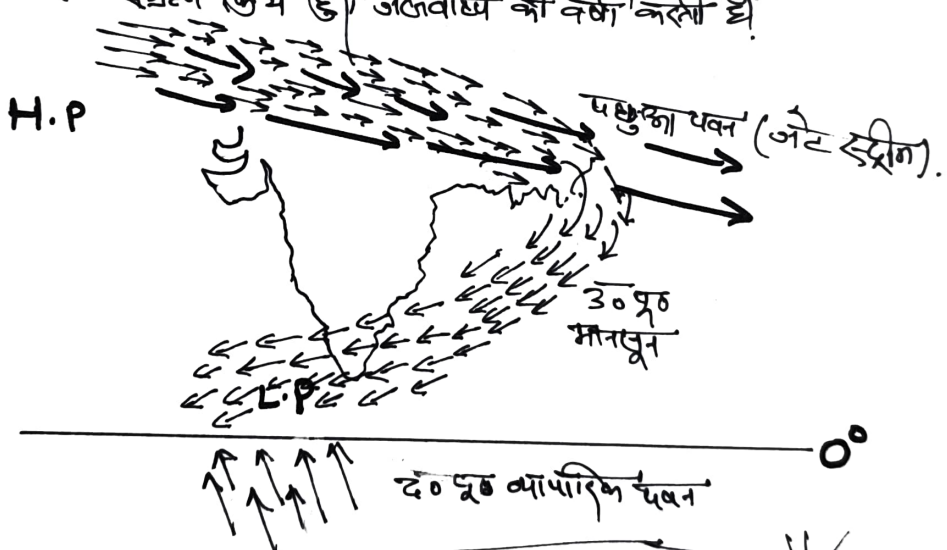 जलवाष्प की वर्षा करती है।
H.P
पछुआ पवन (जेट स्ट्रीम).
उ० पू०
मानसून
L.P
0°
द० पू० व्यापारिक पवन